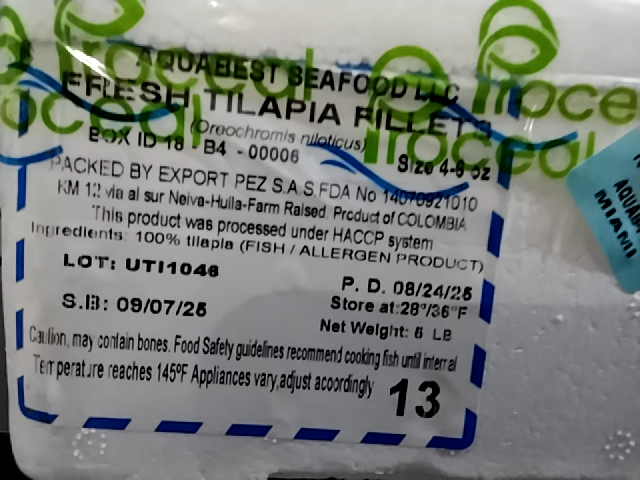 AQUABEST SEAFOOD LLC
FRESH TILAPIA FILLETS
(Oreochromis niloticus)
BOX ID 18 B4 - 00006
Size 4-6 oz
PACKED BY EXPORT PEZ S.A.S. FDA No 14070921010
KM 12 via al sur Neiva-Huila-Farm Raised. Product of COLOMBIA
This product was processed under HACCP system
Ingredients: 100% tilapia (FISH / ALLERGEN PRODUCT)
LOT: UTI1046
P. D. 08/24/25
S.B: 09/07/25
Store at:28°/36°F
Net Weight: 5 LB
Caution, may contain bones. Food Safety guidelines recommend cooking fish until internal
Temperature reaches 145ºF Appliances vary,adjust acoordingly
13
Proceal
Proceal
MIAMI